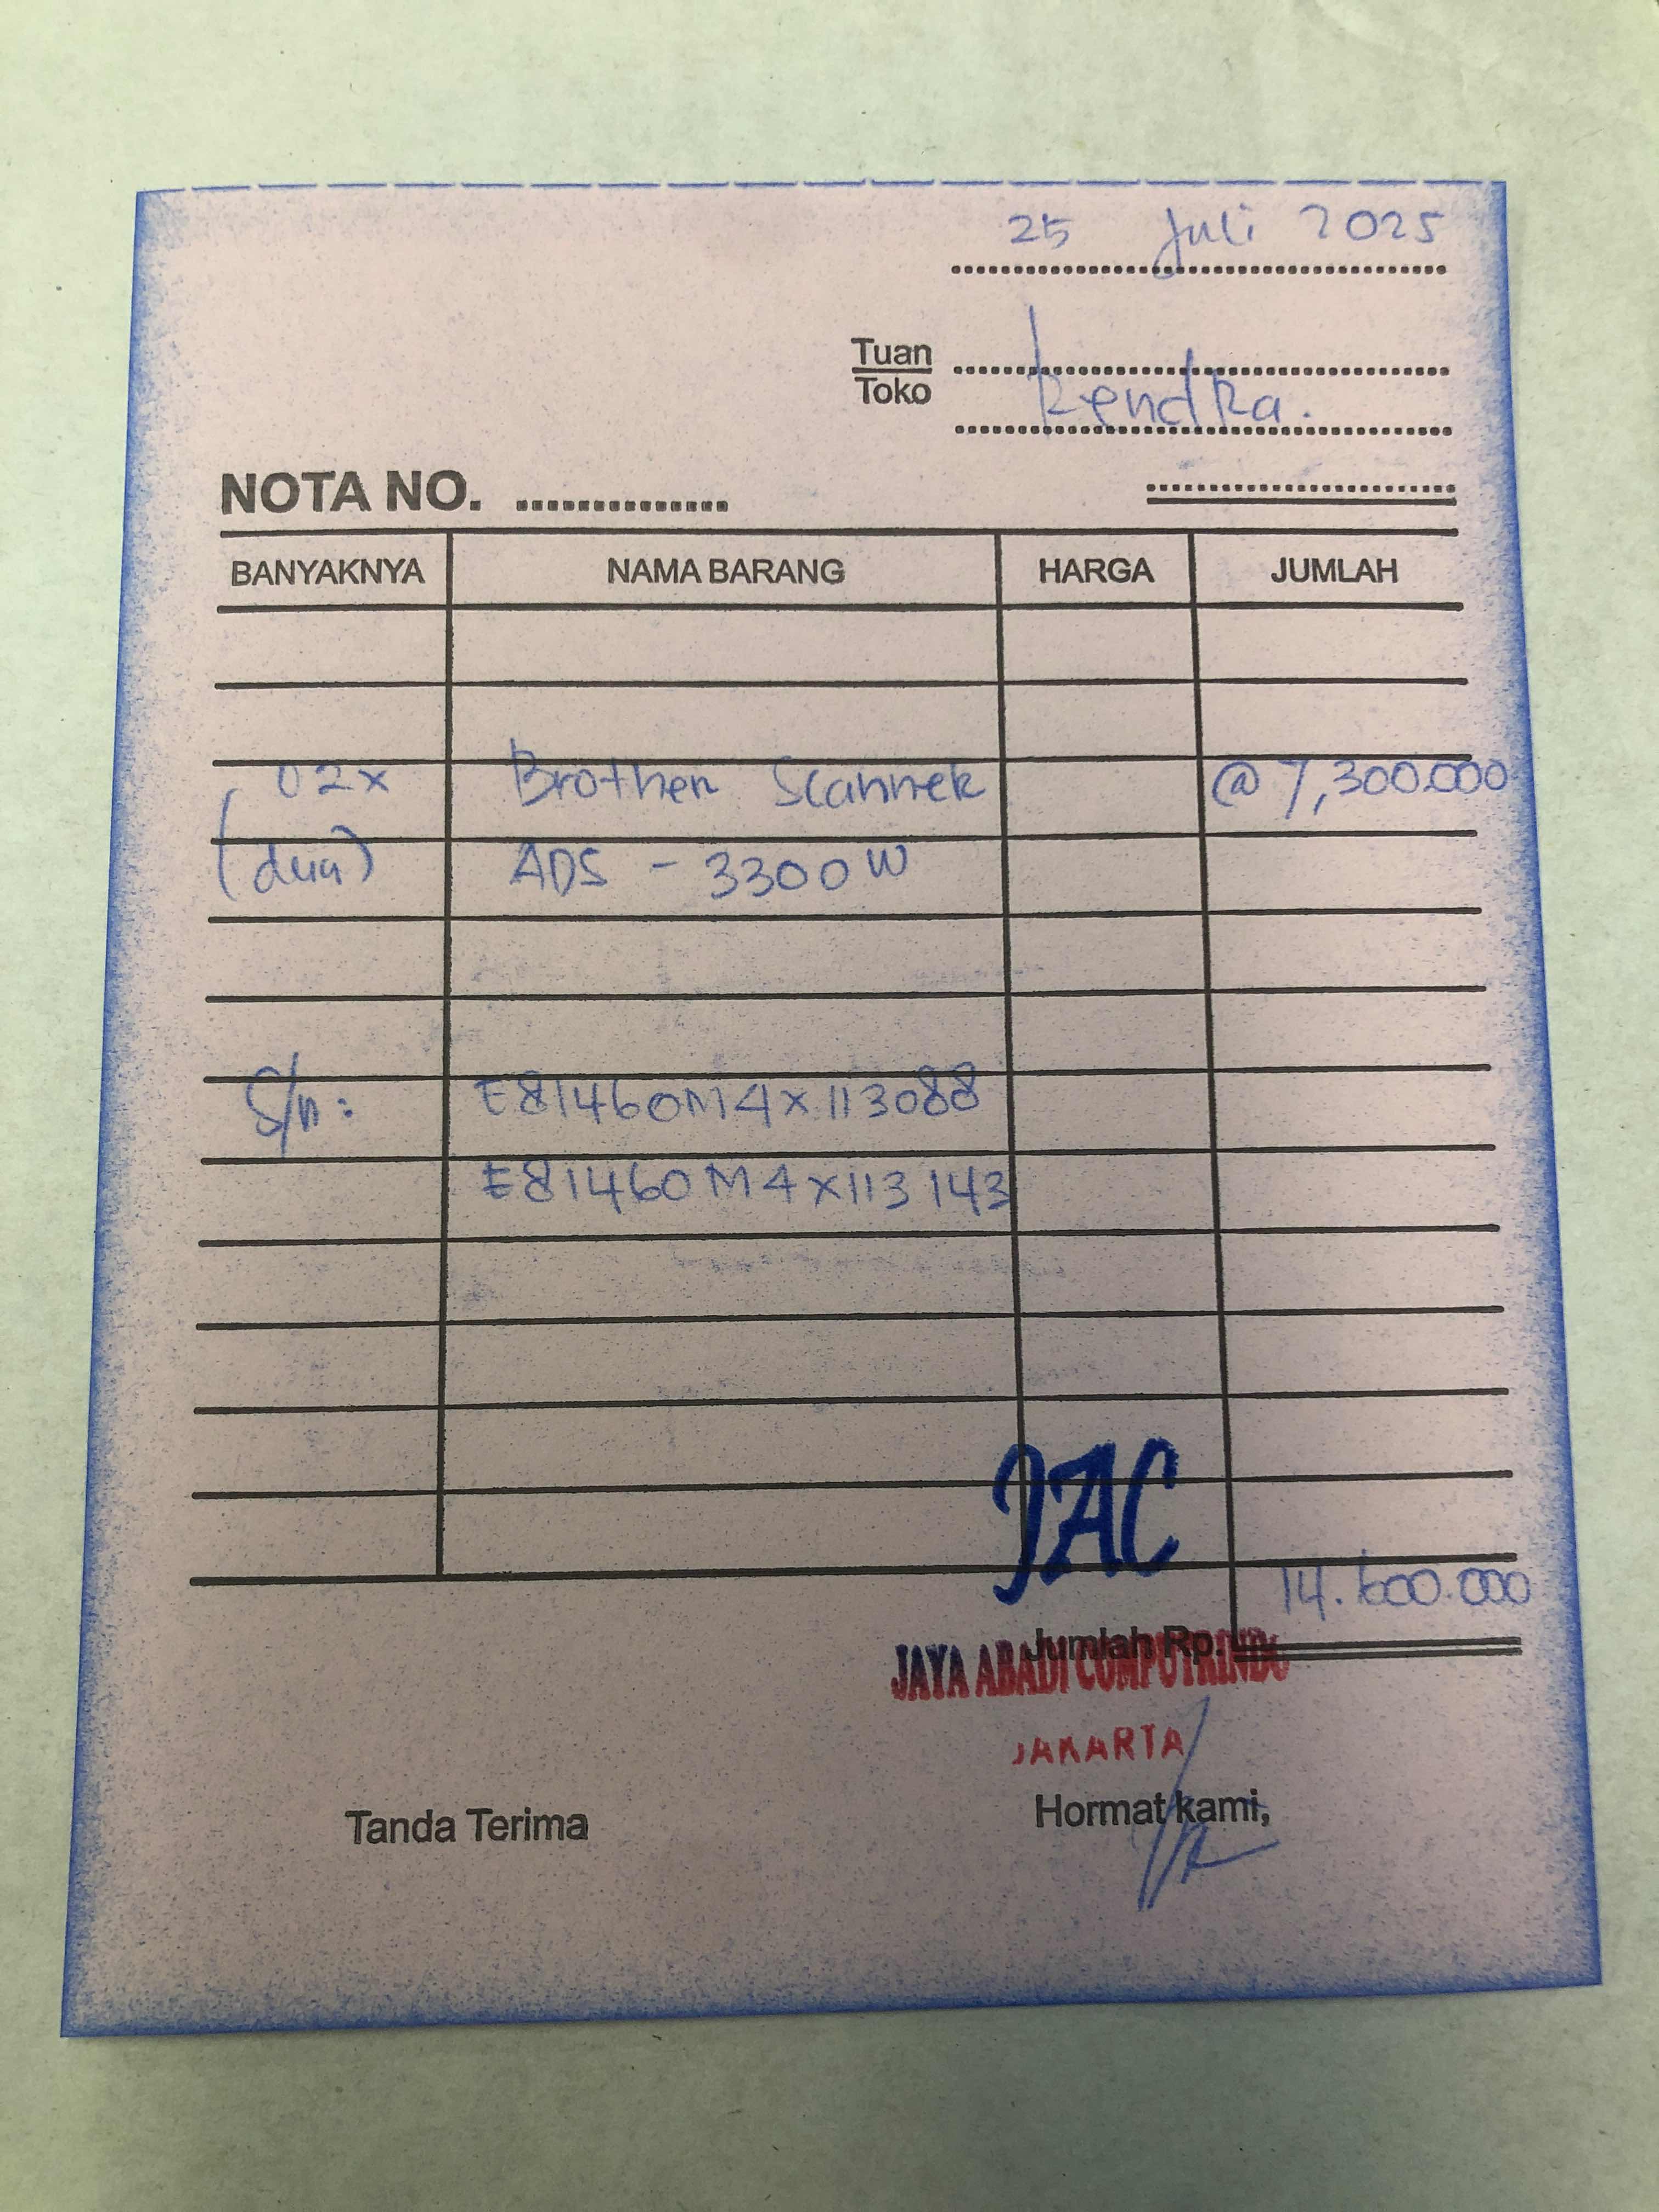 25 Juli 2025
Tuan
Toko
Kendra.
NOTA NO. ...............
BANYAKNYA NAMA BARANG HARGA JUMLAH
02x Brother Scanner @ 7,300.000
(dua) ADS - 3300W
S/n: E81460M4X113088
E81460M4X113143
JAC
14.600.000
Jumlah Rp.
JAYA ABADI COMPUTRINDO
JAKARTA
Tanda Terima Hormat kami,